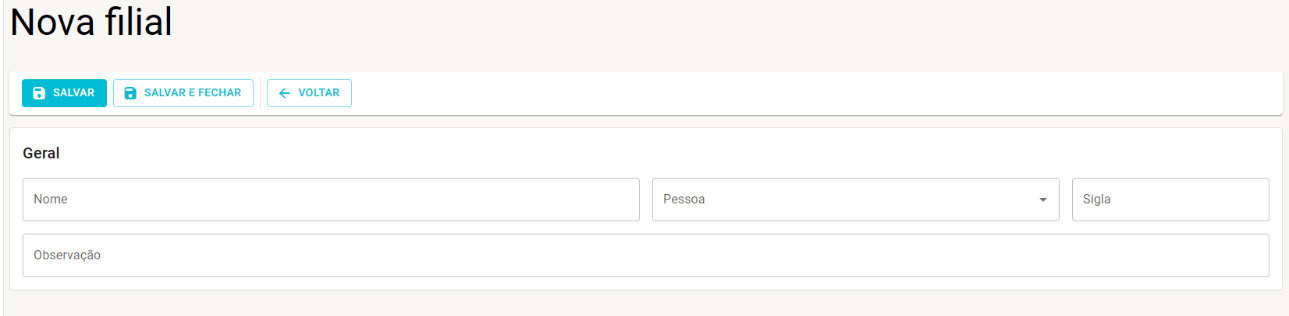 Nova filial
SALVAR SALVAR E FECHAR VOLTAR
Geral
Nome Pessoa Sigla
Observação